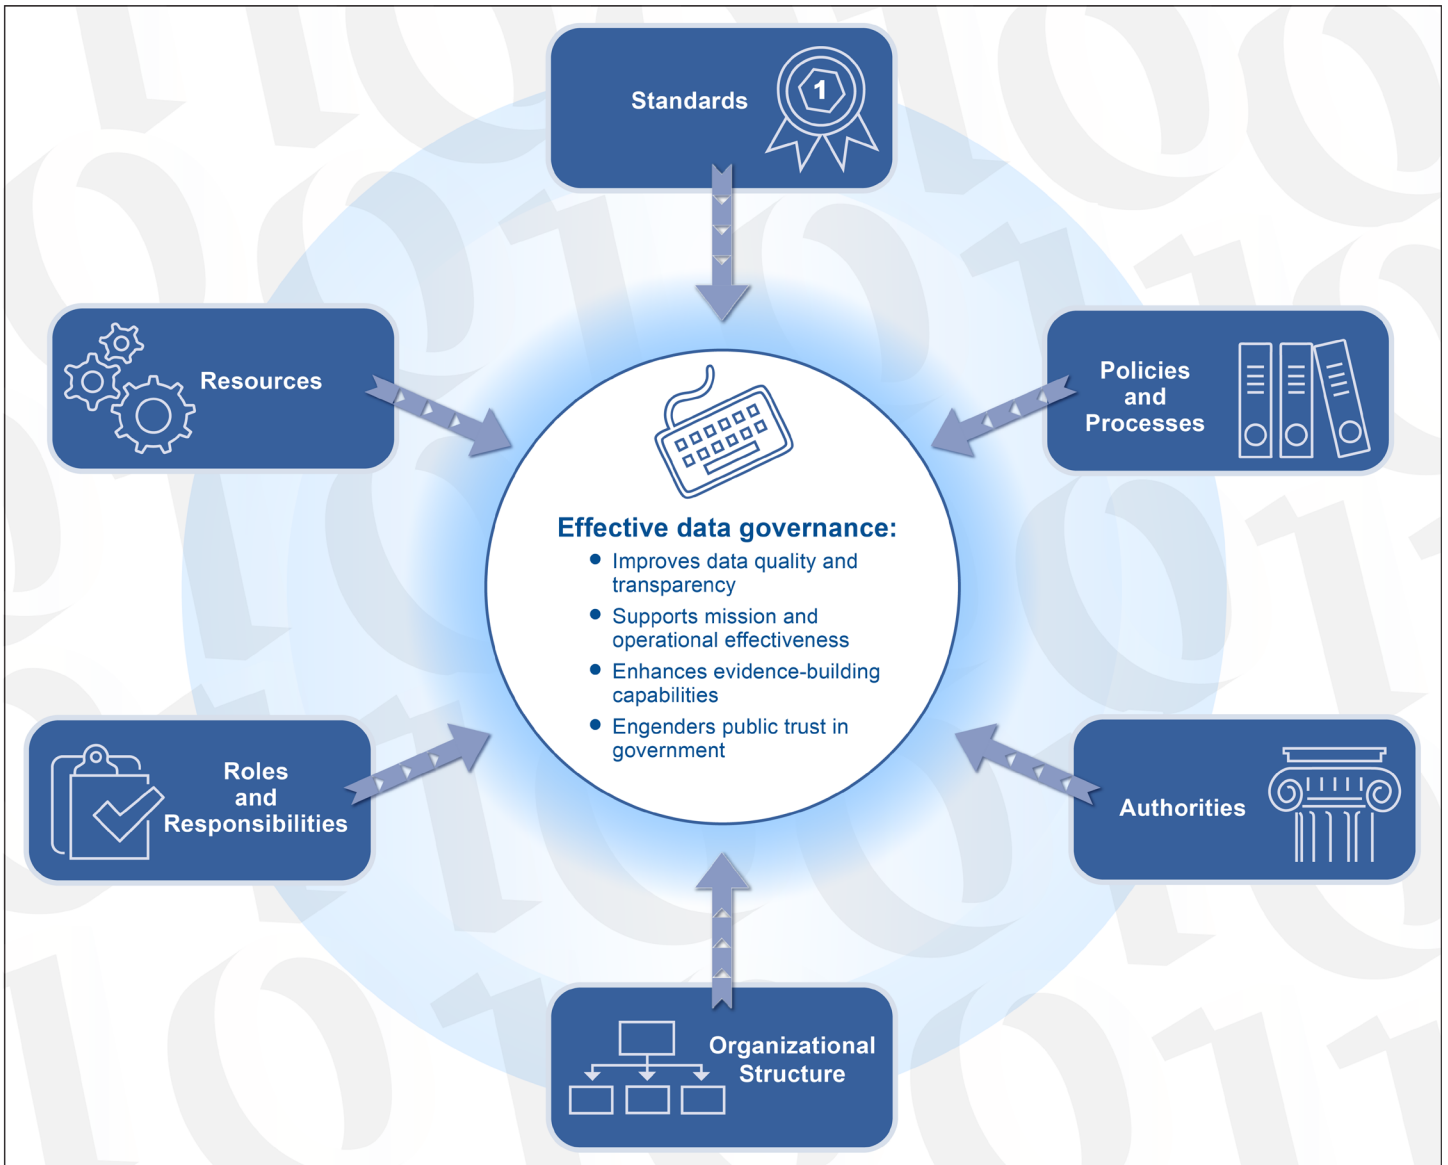 Standards
1
Resources
Policies
and
Processes
Effective data governance:
● Improves data quality and
transparency
● Supports mission and
operational effectiveness
● Enhances evidence-building
capabilities
● Engenders public trust in
government
Roles
and
Responsibilities
Authorities
Organizational
Structure